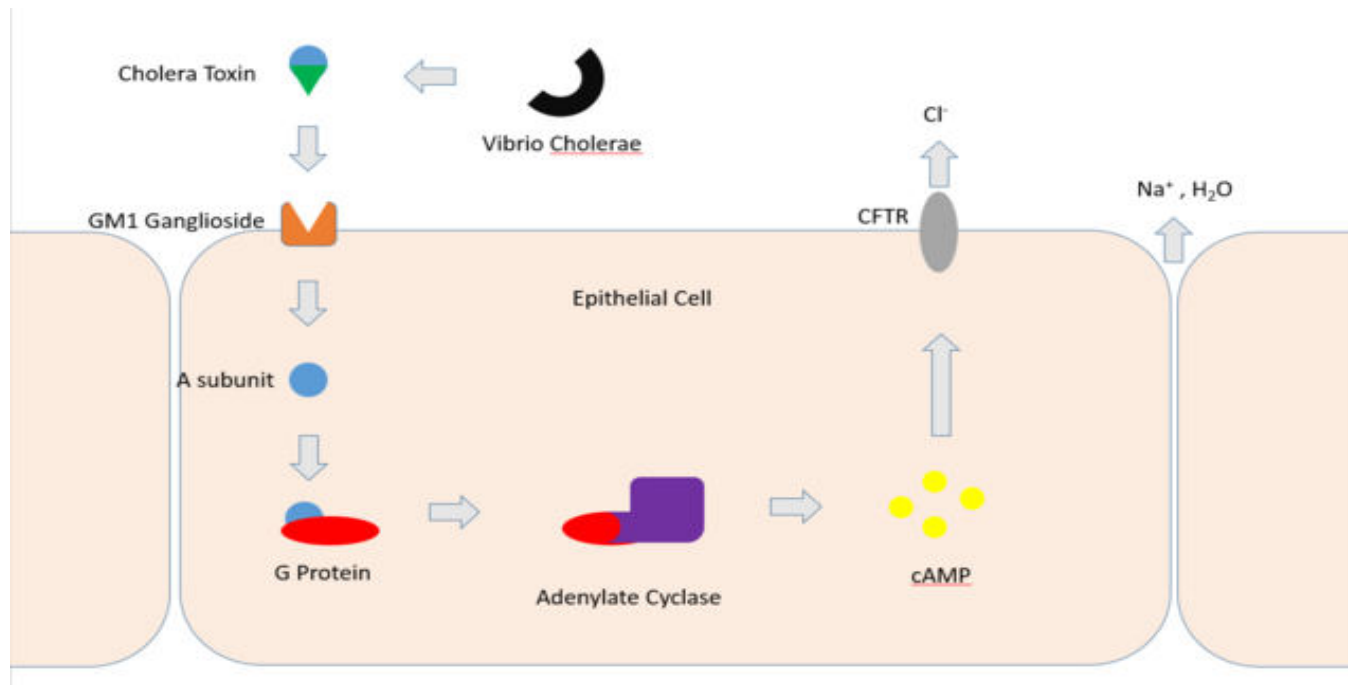 Cholera Toxin
Vibrio Cholerae
Cl⁻
Na⁺ , H₂O
GM1 Ganglioside
CFTR
Epithelial Cell
A subunit
G Protein
Adenylate Cyclase
cAMP